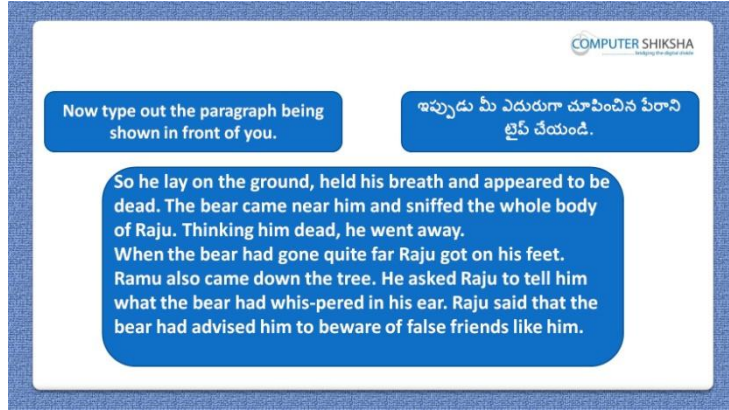 COMPUTER SHIKSHA
bridging the digital divide
Now type out the paragraph being
shown in front of you.
ఇప్పుడు మీ ఎదురుగా చూపించిన పేరాని
టైప్ చేయండి.
So he lay on the ground, held his breath and appeared to be
dead. The bear came near him and sniffed the whole body
of Raju. Thinking him dead, he went away.
When the bear had gone quite far Raju got on his feet.
Ramu also came down the tree. He asked Raju to tell him
what the bear had whis-pered in his ear. Raju said that the
bear had advised him to beware of false friends like him.